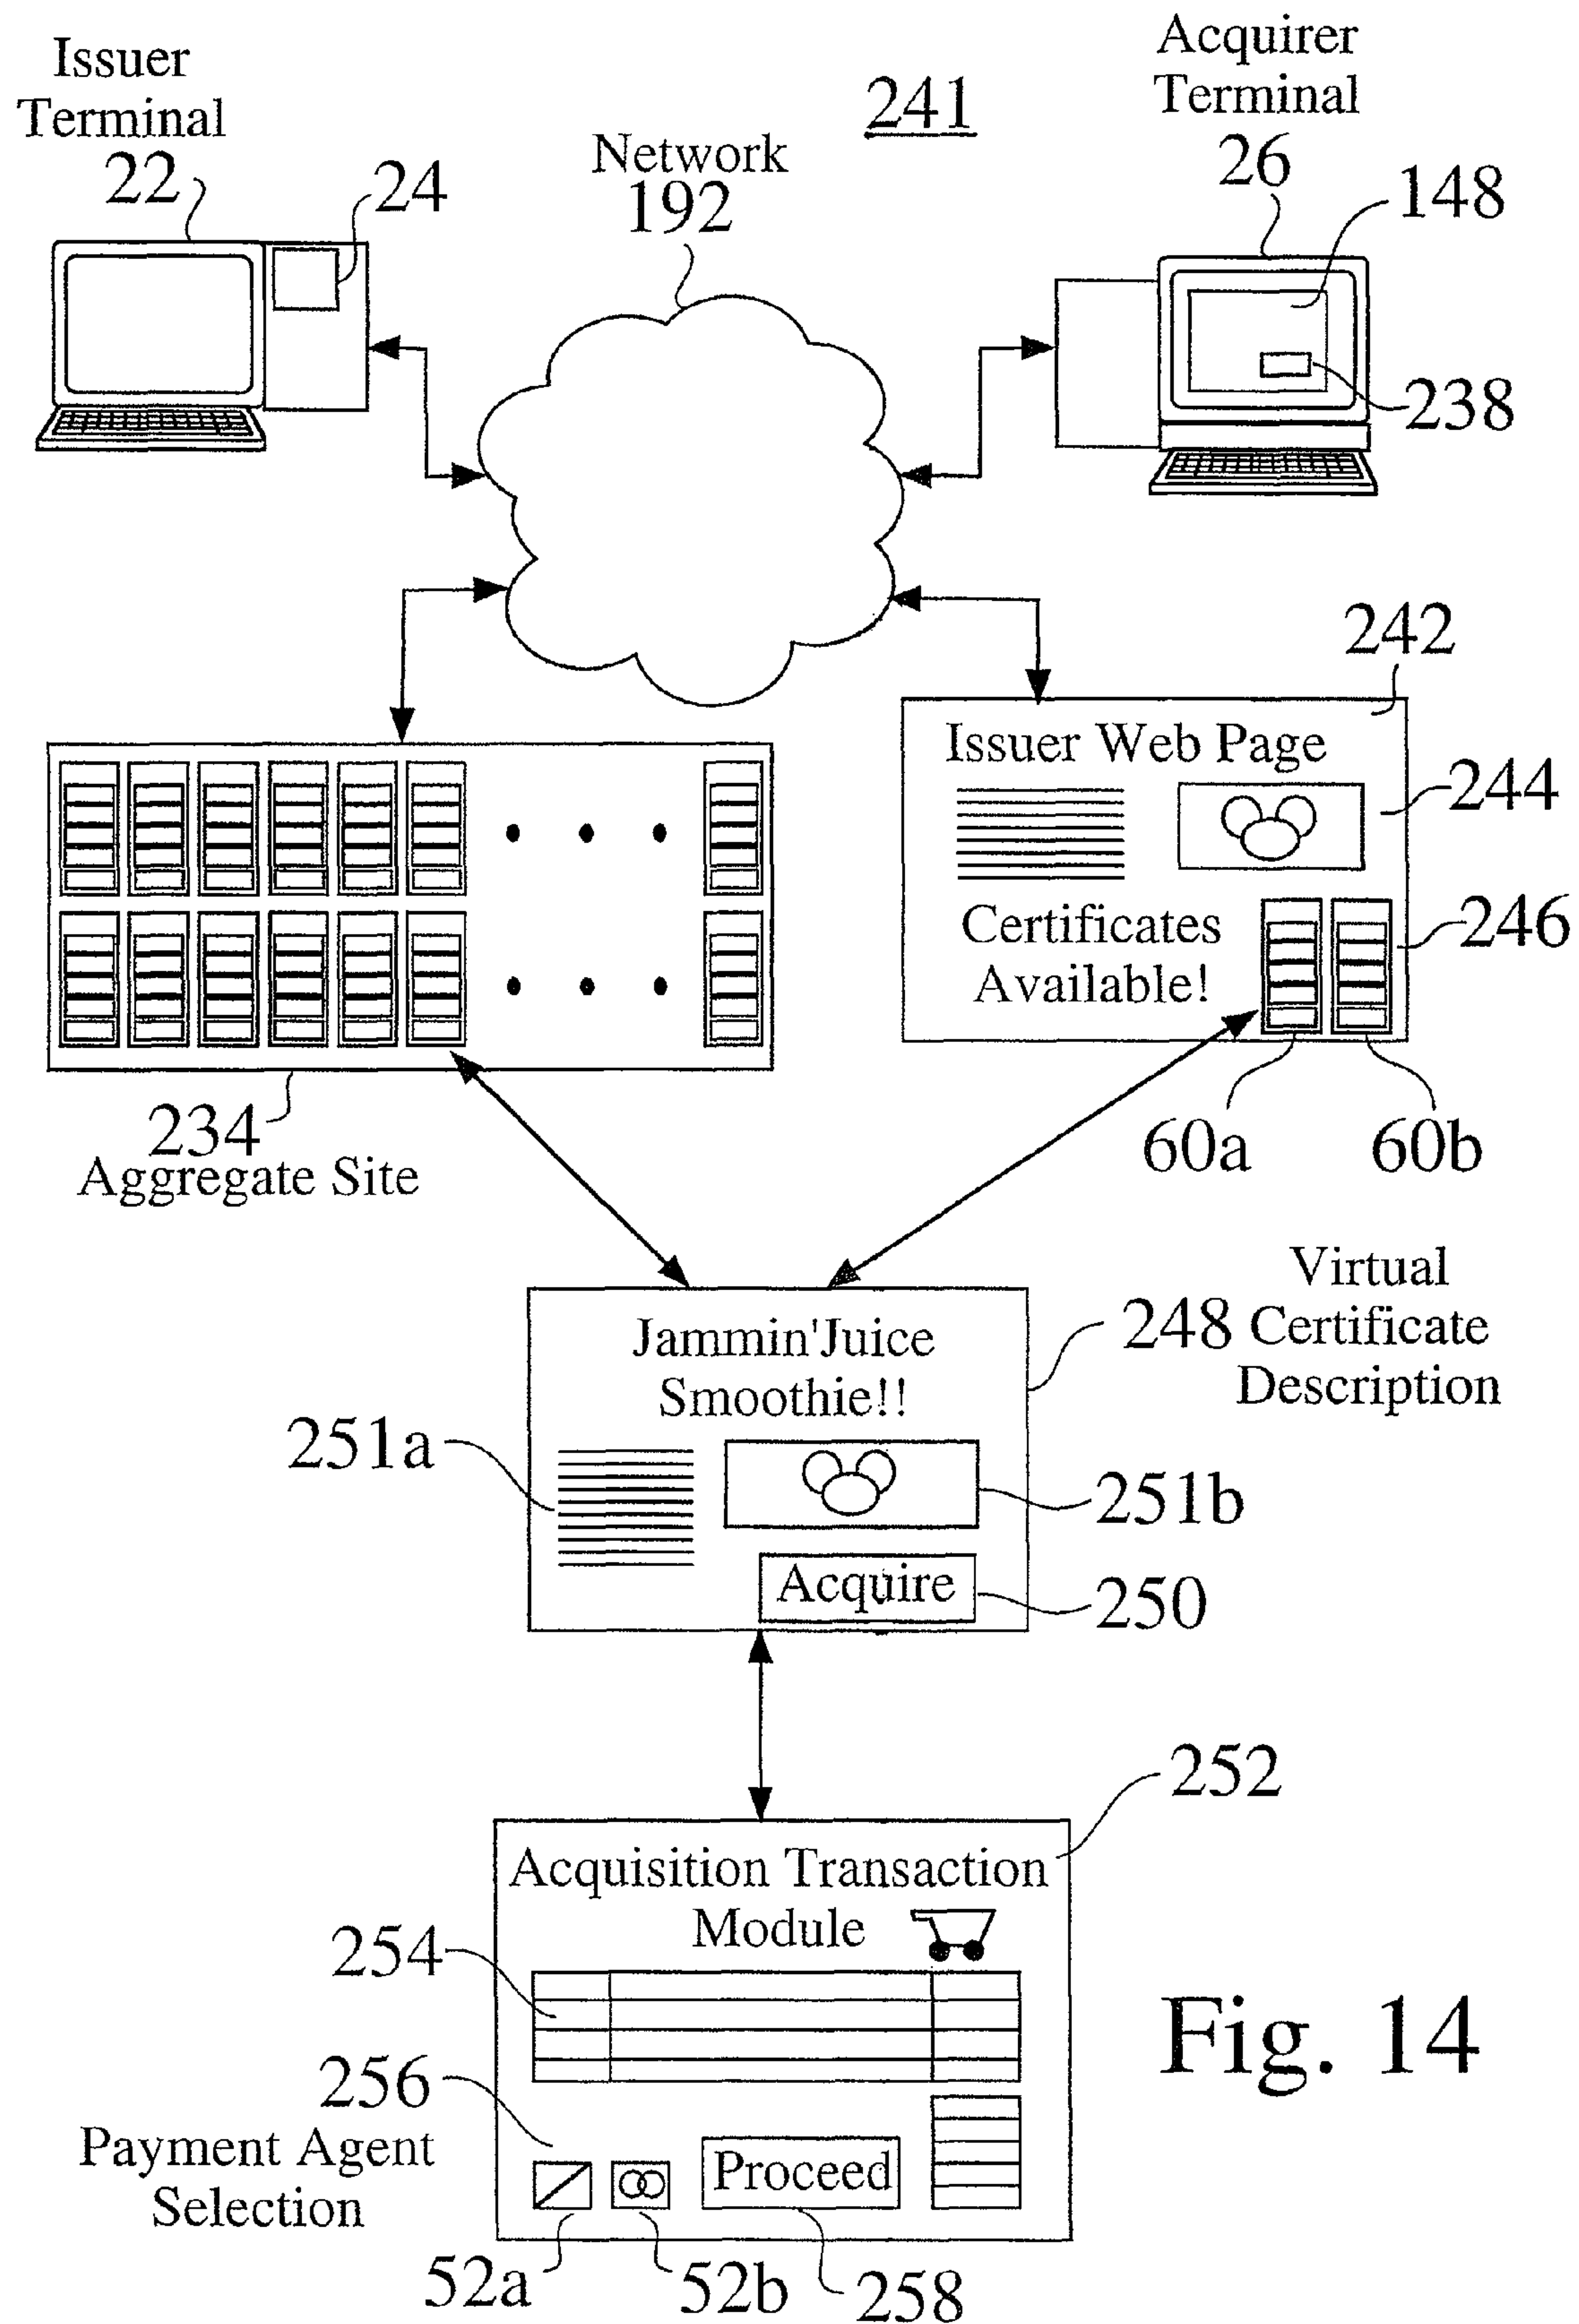 Issuer
Terminal
22
24
Network
192
241
Acquirer
Terminal
26
148
238
242
Issuer Web Page
244
Certificates
Available!
246
60a
60b
234
Aggregate Site
Jammin'Juice
Smoothie!!
248
Virtual
Certificate
Description
251a
251b
Acquire
250
252
Acquisition Transaction
Module
254
256
Payment Agent
Selection
Proceed
52a
52b
258
Fig. 14